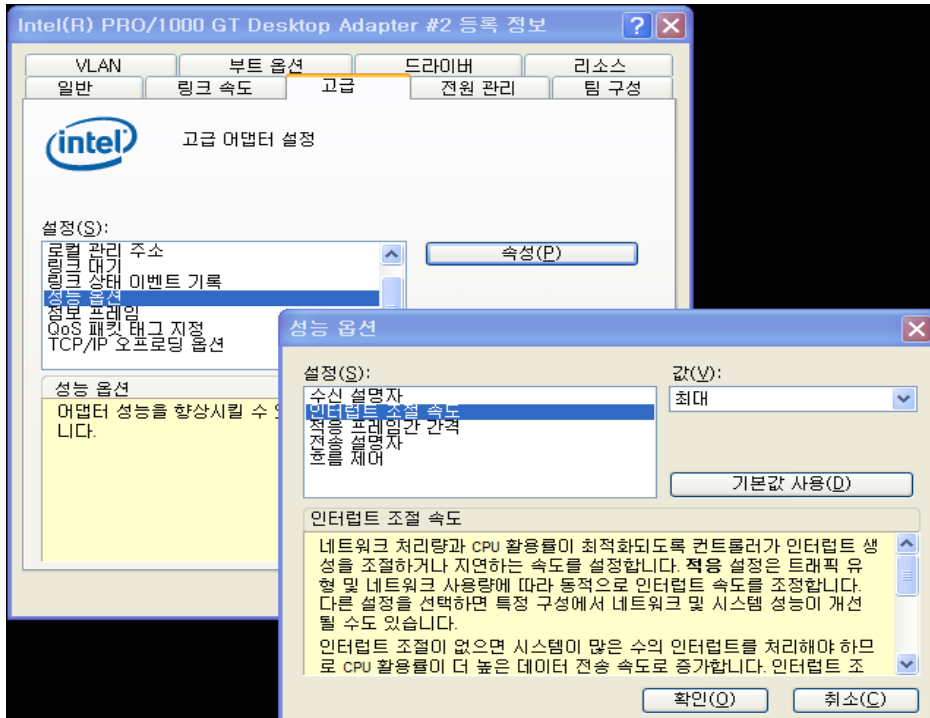 Intel(R) PRO/1000 GT Desktop Adapter #2 등록 정보
VLAN 부트 옵션 드라이버 리소스
일반 링크 속도 고급 전원 관리 팀 구성
intel 고급 어댑터 설정
설정(S):
로컬 관리 주소
링크 대기
링크 상태 이벤트 기록
성능 옵션
점보 프레임
QoS 패킷 태그 지정
TCP/IP 오프로딩 옵션
속성(P)
성능 옵션
어댑터 성능을 향상시킬 수
니다.
성능 옵션
설정(S):
수신 설명자
인터럽트 조절 속도
적응 프레임간 간격
전송 설명자
흐름 제어
값(V):
최대
기본값 사용(D)
인터럽트 조절 속도
네트워크 처리량과 CPU 활용률이 최적화되도록 컨트롤러가 인터럽트 생
성을 조절하거나 지연하는 속도를 설정합니다. 적응 설정은 트래픽 유
형 및 네트워크 사용량에 따라 동적으로 인터럽트 속도를 조정합니다.
다른 설정을 선택하면 특정 구성에서 네트워크 및 시스템 성능이 개선
될 수도 있습니다.
인터럽트 조절이 없으면 시스템이 많은 수의 인터럽트를 처리해야 하므
로 CPU 활용률이 더 높은 데이터 전송 속도로 증가합니다. 인터럽트 조
확인(O) 취소(C)